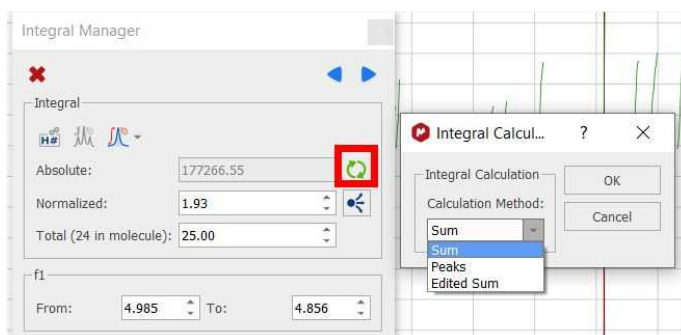 Integral Manager
Integral
H#
Absolute: 177266.55
Normalized: 1.93
Total (24 in molecule): 25.00
f1
From: 4.985 To: 4.856
Integral Calcul... ? X
Integral Calculation
Calculation Method:
Sum
Sum
Peaks
Edited Sum
OK
Cancel